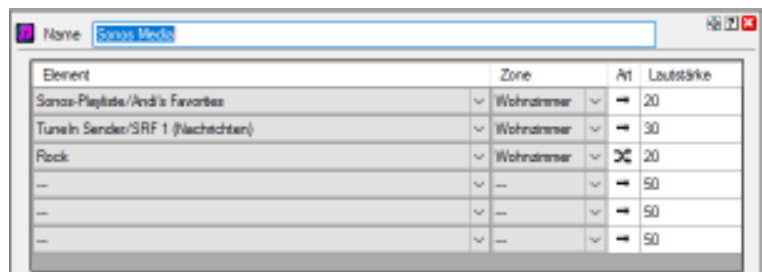 Name Sonos Media
Element Zone Art Lautstärke
Sonos-Playliste/Andi's Favorites Wohnzimmer 20
TuneIn Sender/SRF 1 (Nachrichten) Wohnzimmer 30
Rock Wohnzimmer 20
--- --- 50
--- --- 50
--- --- 50